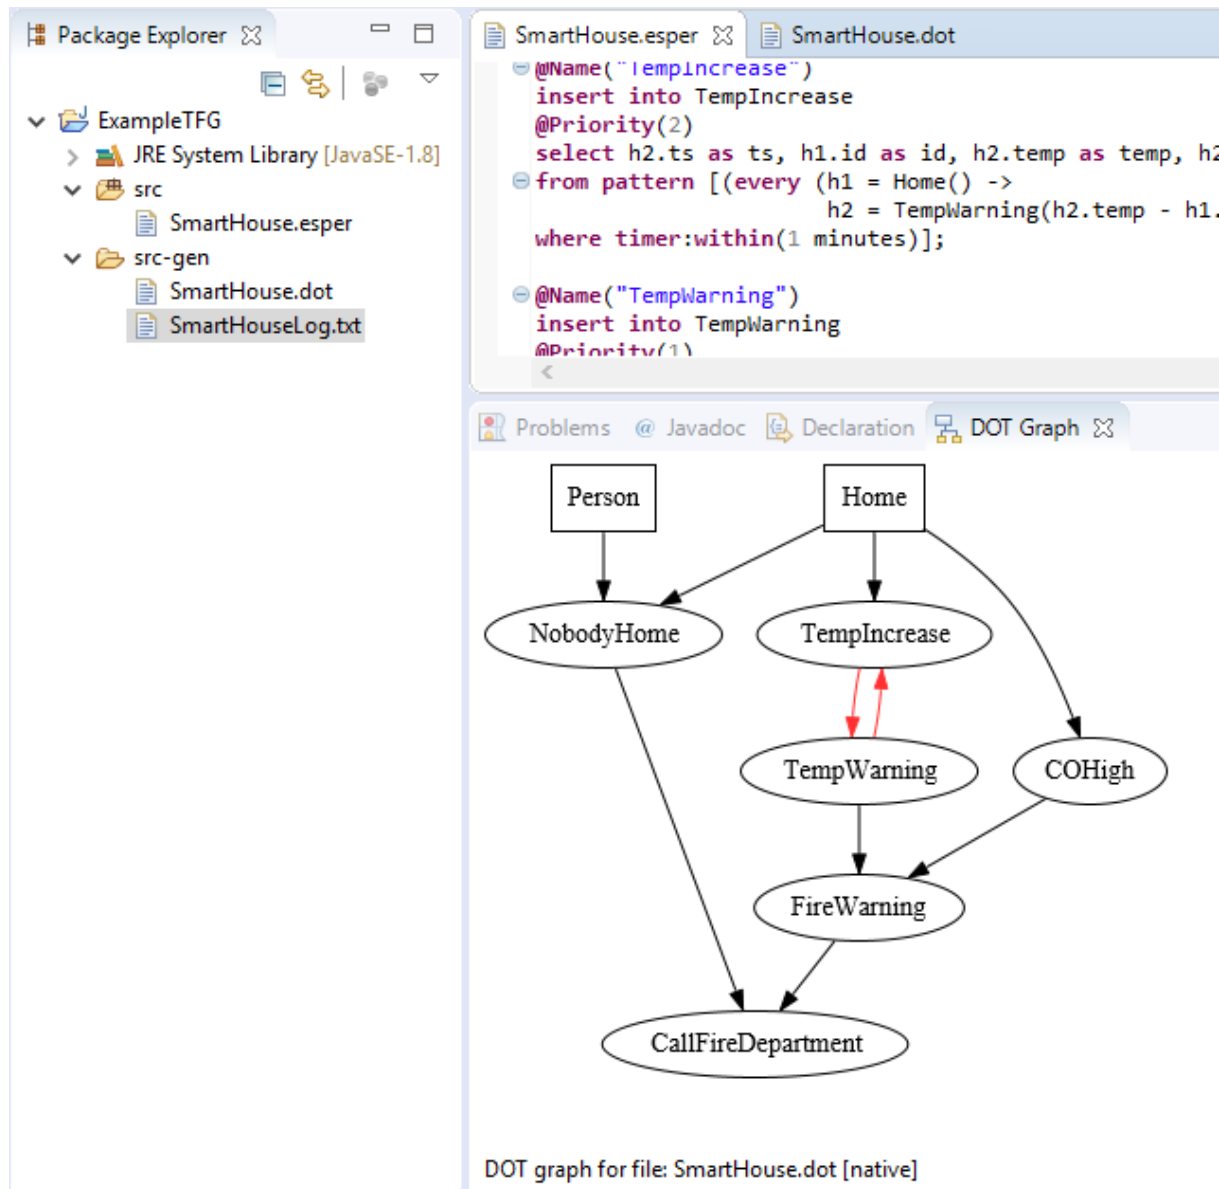 Package Explorer
ExampleTFG
JRE System Library [JavaSE-1.8]
src
SmartHouse.esper
src-gen
SmartHouse.dot
SmartHouseLog.txt
SmartHouse.esper
SmartHouse.dot
@Name("TempIncrease")
insert into TempIncrease
@Priority(2)
select h2.ts as ts, h1.id as id, h2.temp as temp, h2
from pattern [(every (h1 = Home() ->
h2 = TempWarning(h2.temp - h1.
where timer:within(1 minutes)];
@Name("TempWarning")
insert into TempWarning
@Priority(1)
Problems
@ Javadoc
Declaration
DOT Graph
Person
Home
NobodyHome
TempIncrease
TempWarning
COHigh
FireWarning
CallFireDepartment
DOT graph for file: SmartHouse.dot [native]